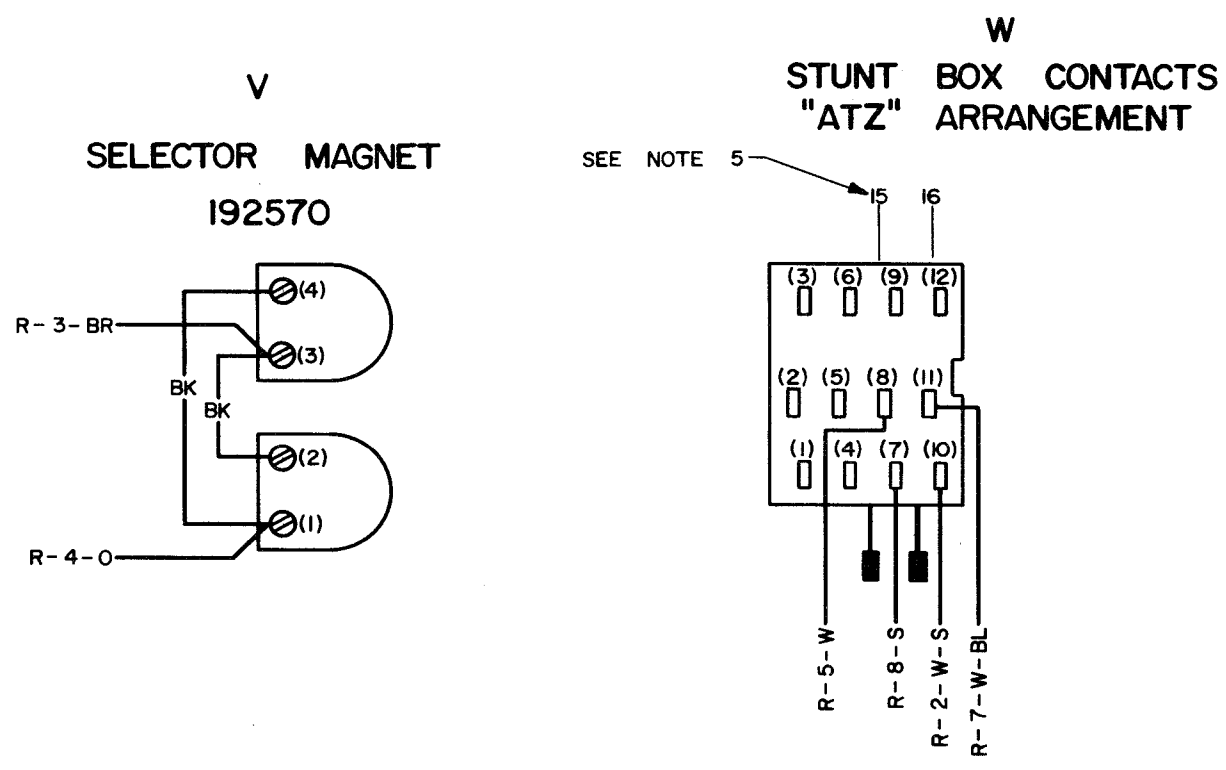 V
SELECTOR MAGNET
192570
(4)
R-3-BR
(3)
BK
BK
(2)
(1)
R-4-O
W
STUNT BOX CONTACTS
"ATZ" ARRANGEMENT
SEE NOTE 5
15 16
(3) (6) (9) (12)
(2) (5) (8) (11)
(1) (4) (7) (10)
R-5-W
R-8-S
R-2-W-S
R-7-W-BL